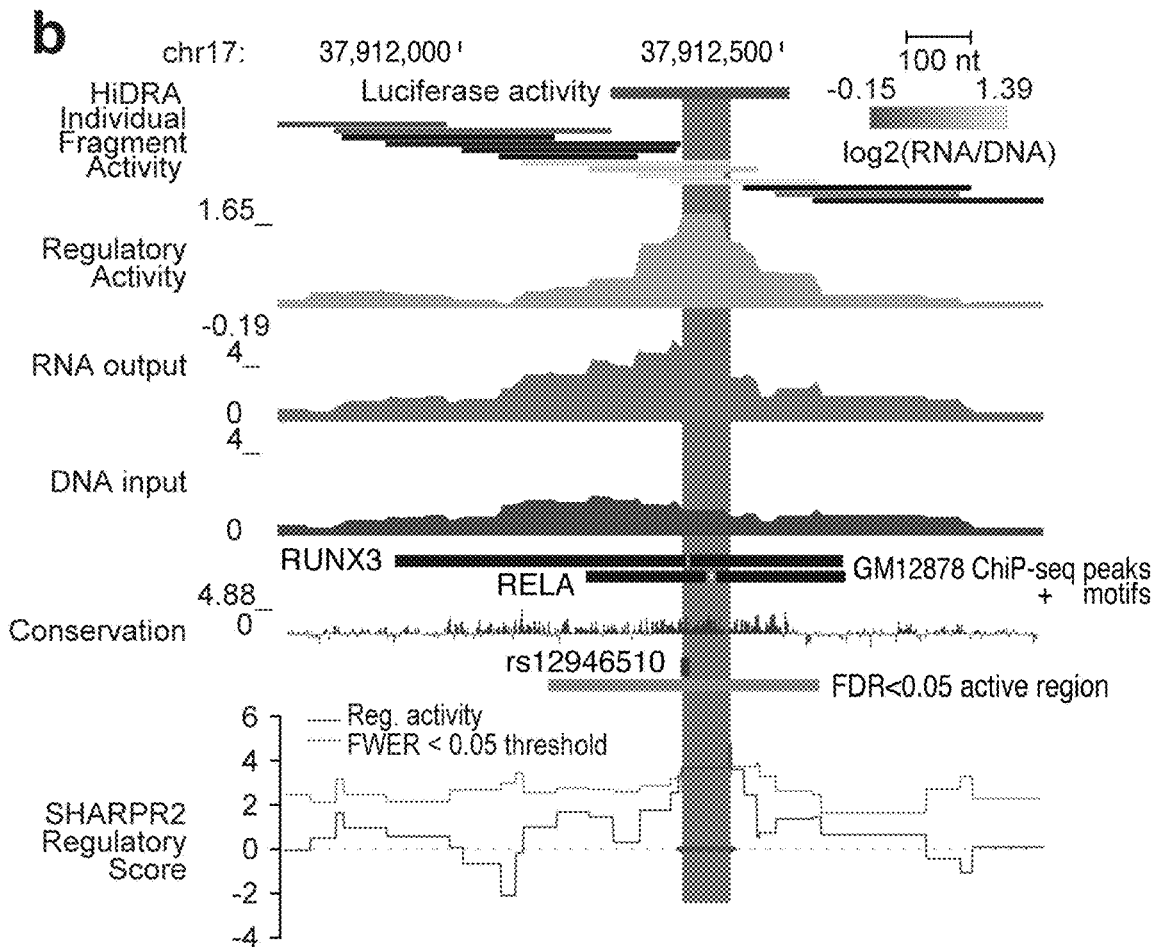 b
chr17: 37,912,000 37,912,500
100 nt
HiDRA
Individual
Fragment
Activity
Luciferase activity
-0.15 1.39
log2(RNA/DNA)
1.65
Regulatory
Activity
-0.19
RNA output
4
0
DNA input
4
0
RUNX3
RELA
GM12878 ChiP-seq peaks
+ motifs
4.88
Conservation 0
rs12946510
FDR<0.05 active region
Reg. activity
FWER < 0.05 threshold
SHARPR2
Regulatory
Score
6
4
2
0
-2
-4